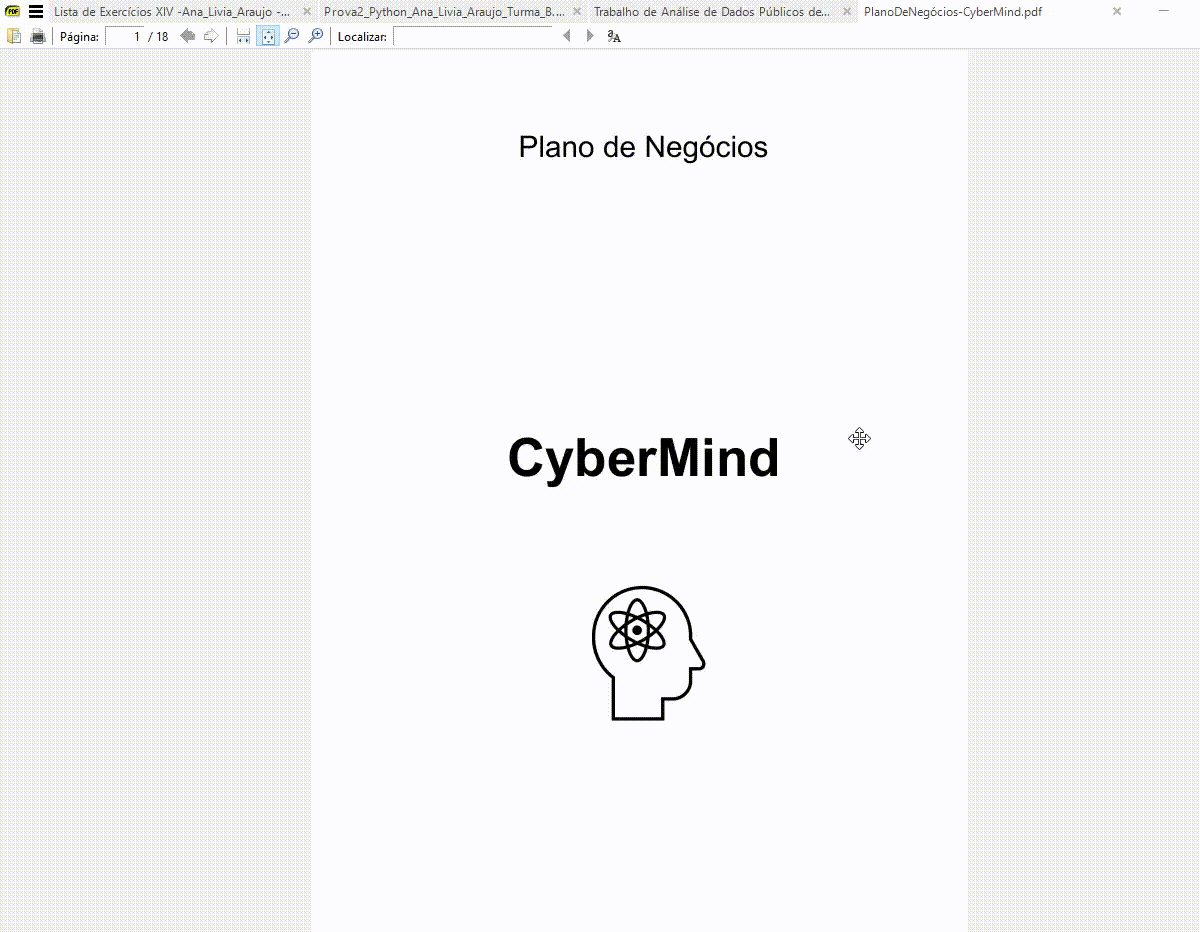 Lista de Exercícios XIV -Ana_Livia_Araujo -...
Prova2_Python_Ana_Livia_Araujo_Turma_B....
Trabalho de Análise de Dados Públicos de...
PlanoDeNegócios-CyberMind.pdf
Página: 1 / 18 Localizar:
Plano de Negócios
CyberMind